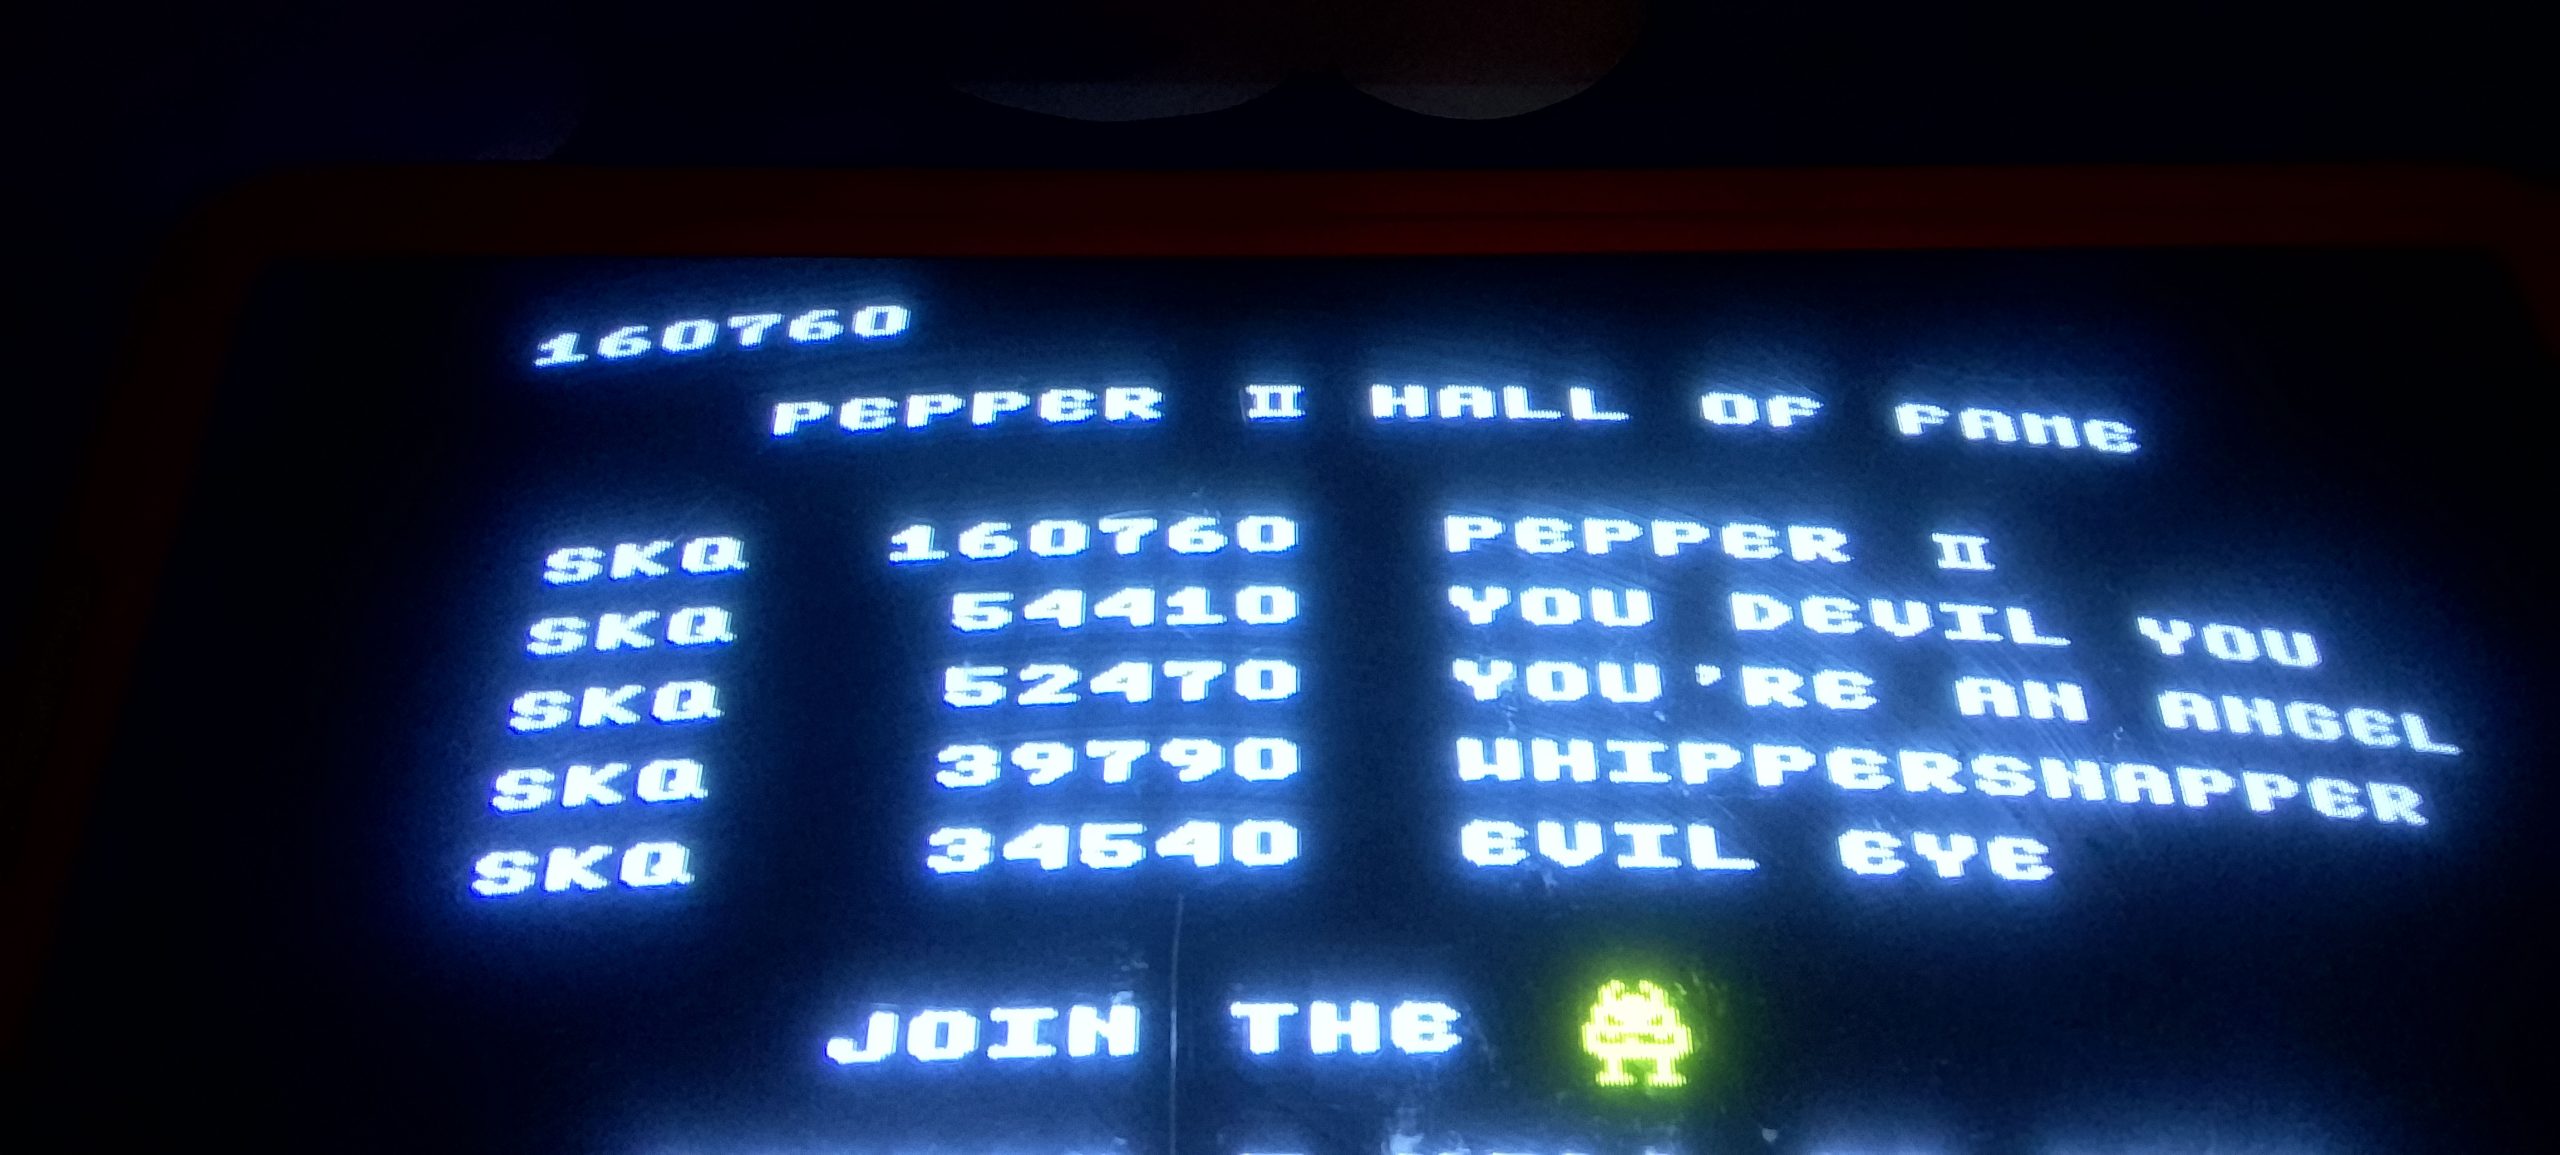 160760
PEPPER II HALL OF FAME
SKQ 160760 PEPPER II
SKQ 54410 YOU DEVIL YOU
SKQ 52470 YOU'RE AN ANGEL
SKQ 39790 WHIPPERSNAPPER
SKQ 34540 EVIL EYE
JOIN THE